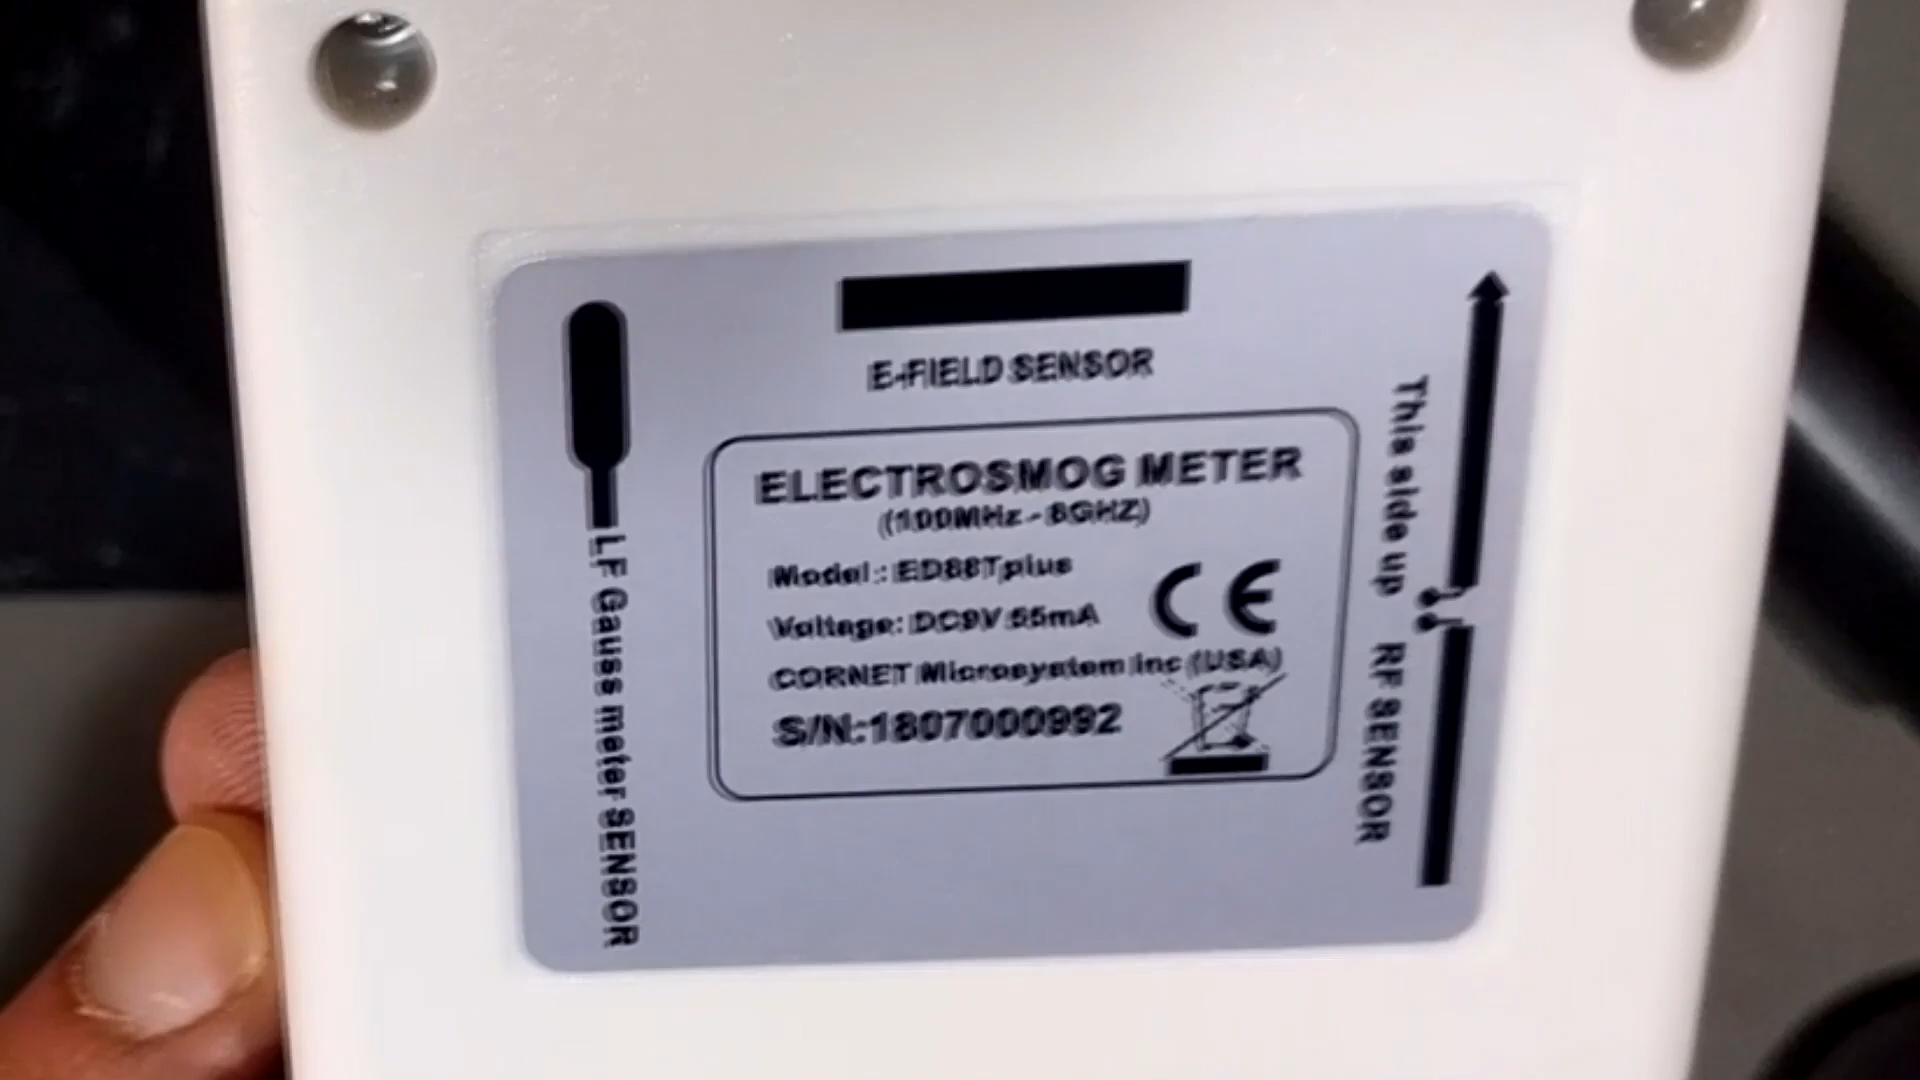 E-FIELD SENSOR
ELECTROSMOG METER
(100MHz - 8GHZ)
Model : ED88Tplus
Voltage: DC9V 55mA
CORNET Microsystem Inc (USA)
S/N:1807000992
CE
LF Gauss meter SENSOR
This side up
RF SENSOR